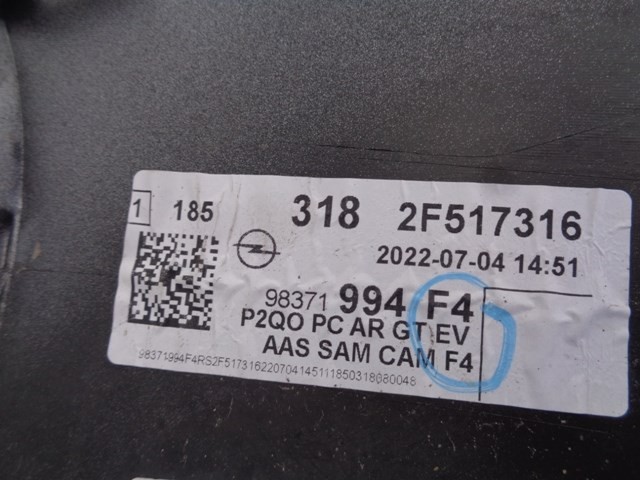 1 185 318 2F517316
2022-07-04 14:51
98371 994 F4
P2QO PC AR GT EV
AAS SAM CAM F4
98371994F4RS2F517316220704145111850318080048